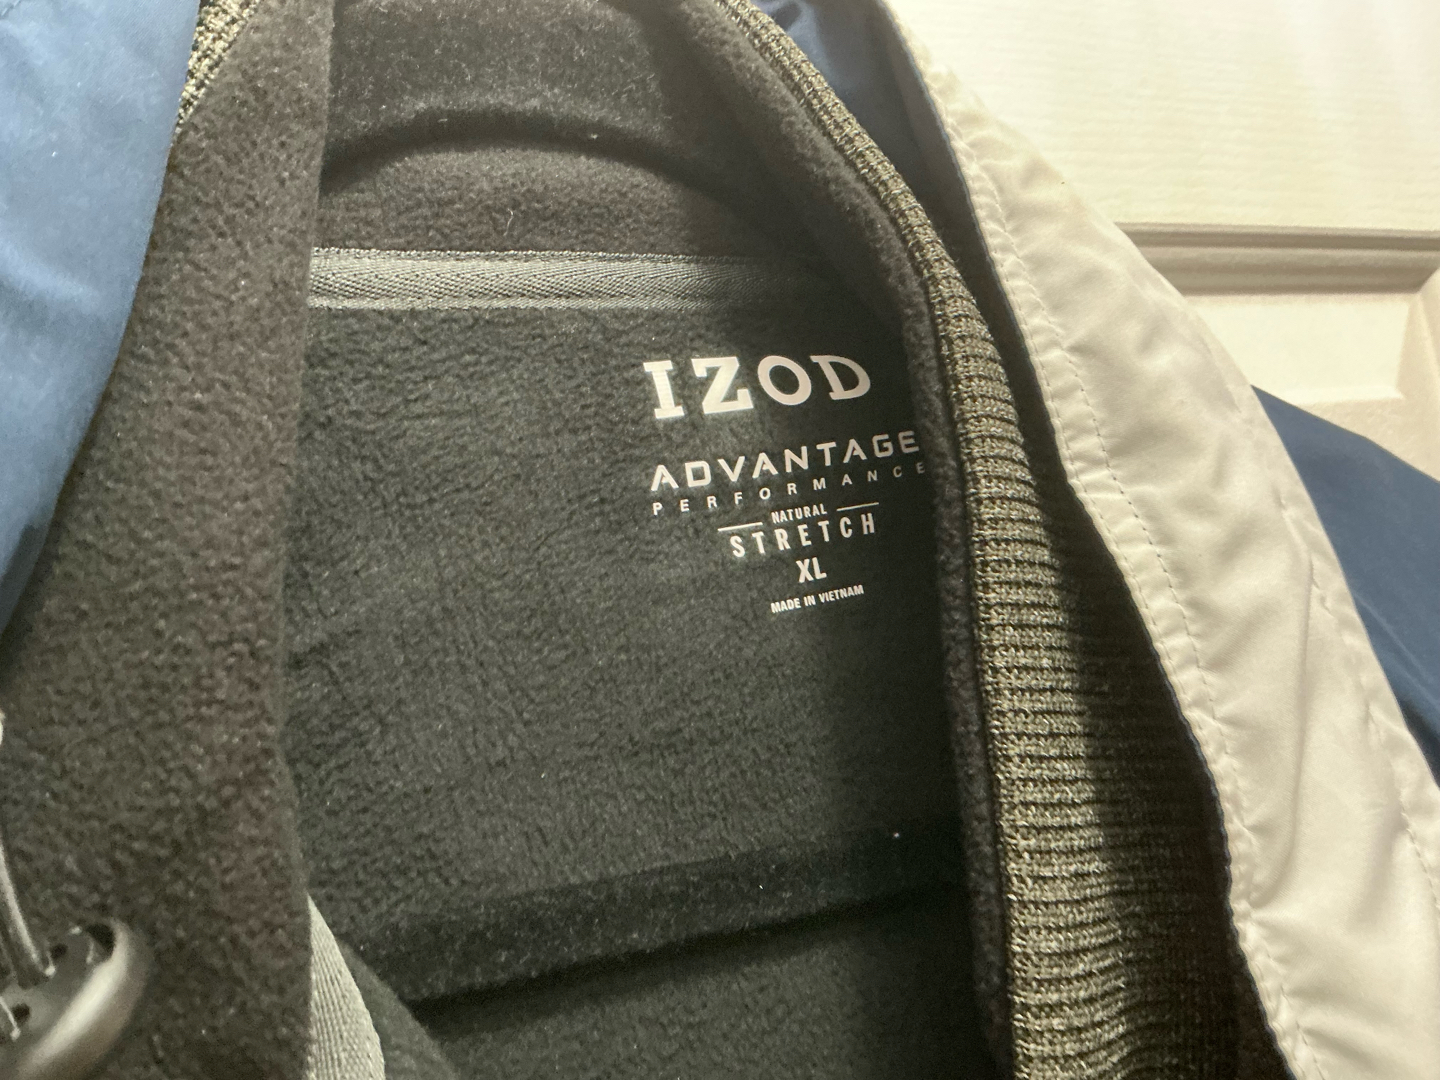 IZOD
ADVANTAGE
PERFORMANCE
NATURAL
STRETCH
XL
MADE IN VIETNAM